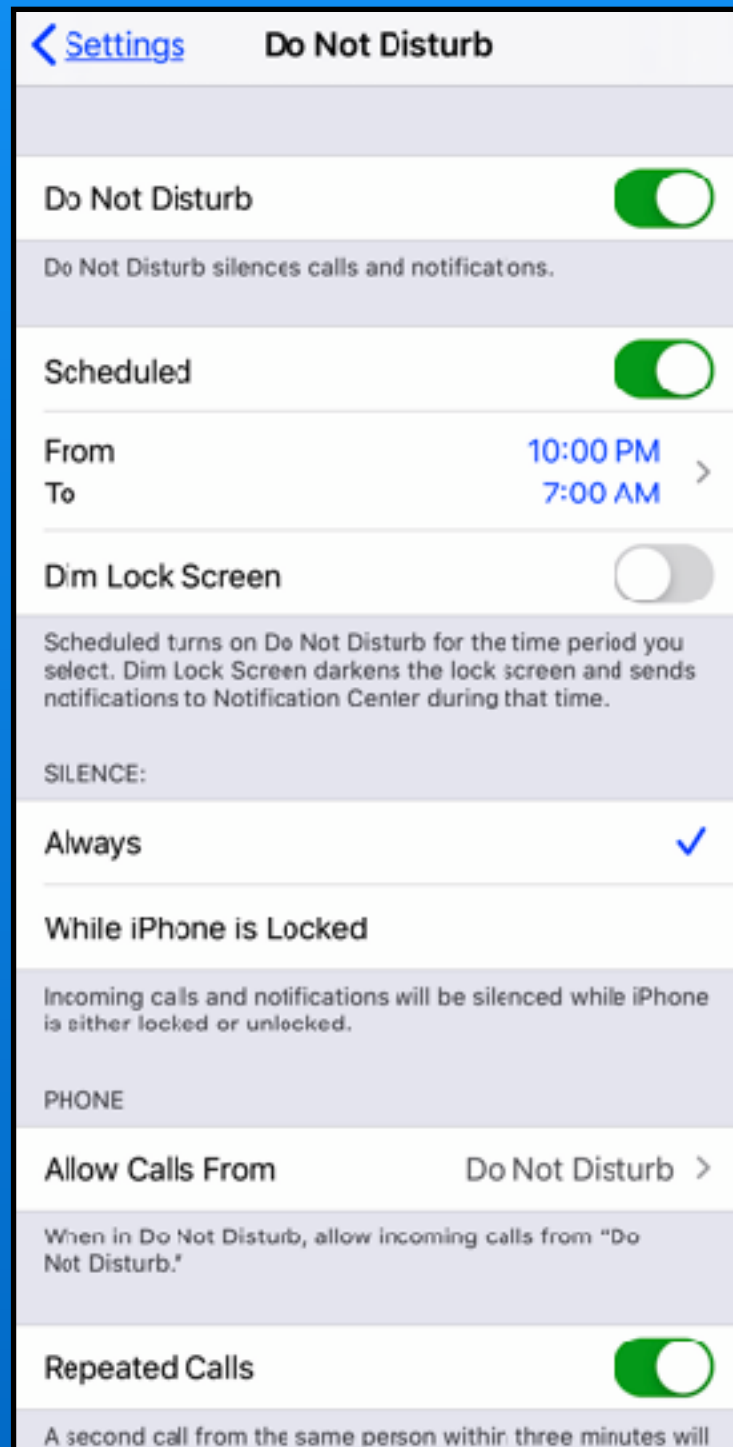 Settings Do Not Disturb
Do Not Disturb
Do Not Disturb silences calls and notifications.
Scheduled
From 10:00 PM
To 7:00 AM
Dim Lock Screen
Scheduled turns on Do Not Disturb for the time period you
select. Dim Lock Screen darkens the lock screen and sends
notifications to Notification Center during that time.
SILENCE:
Always
While iPhone is Locked
Incoming calls and notifications will be silenced while iPhone
is either locked or unlocked.
PHONE
Allow Calls From Do Not Disturb
When in Do Not Disturb, allow incoming calls from “Do
Not Disturb.”
Repeated Calls
A second call from the same person within three minutes will